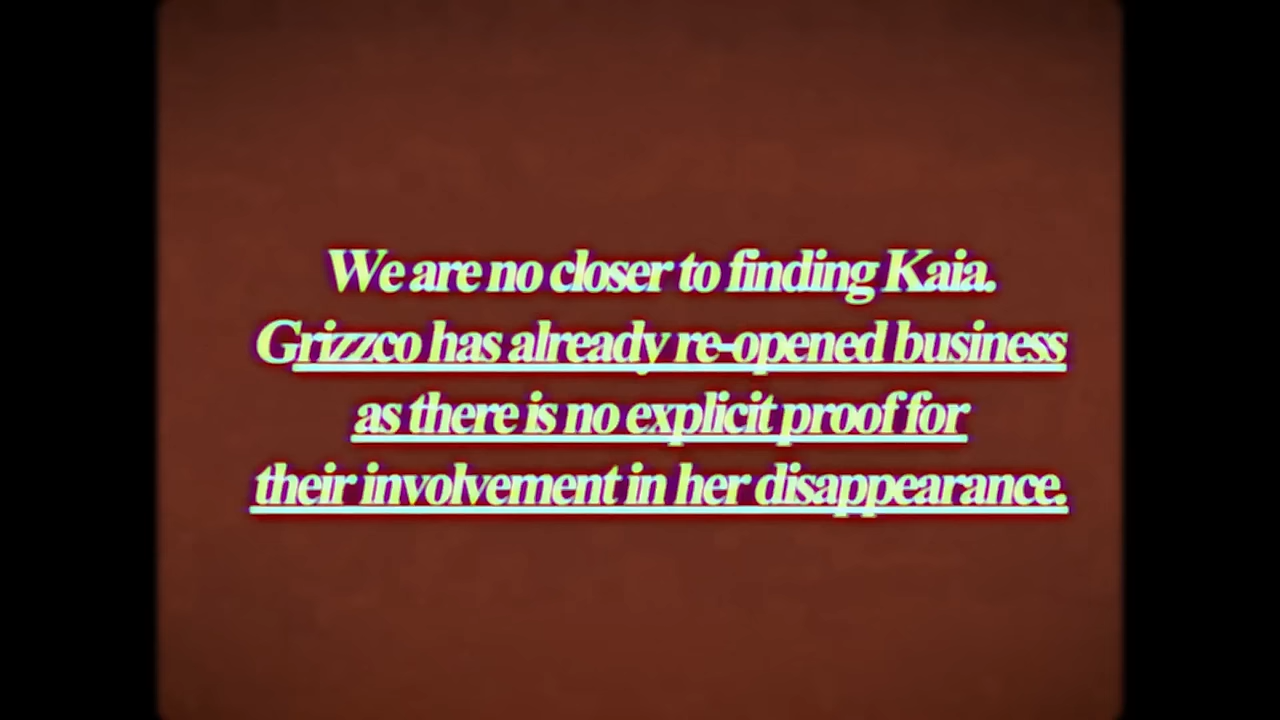 We are no closer to finding Kaia.
Grizzco has already re-opened business
as there is no explicit proof for
their involvement in her disappearance.